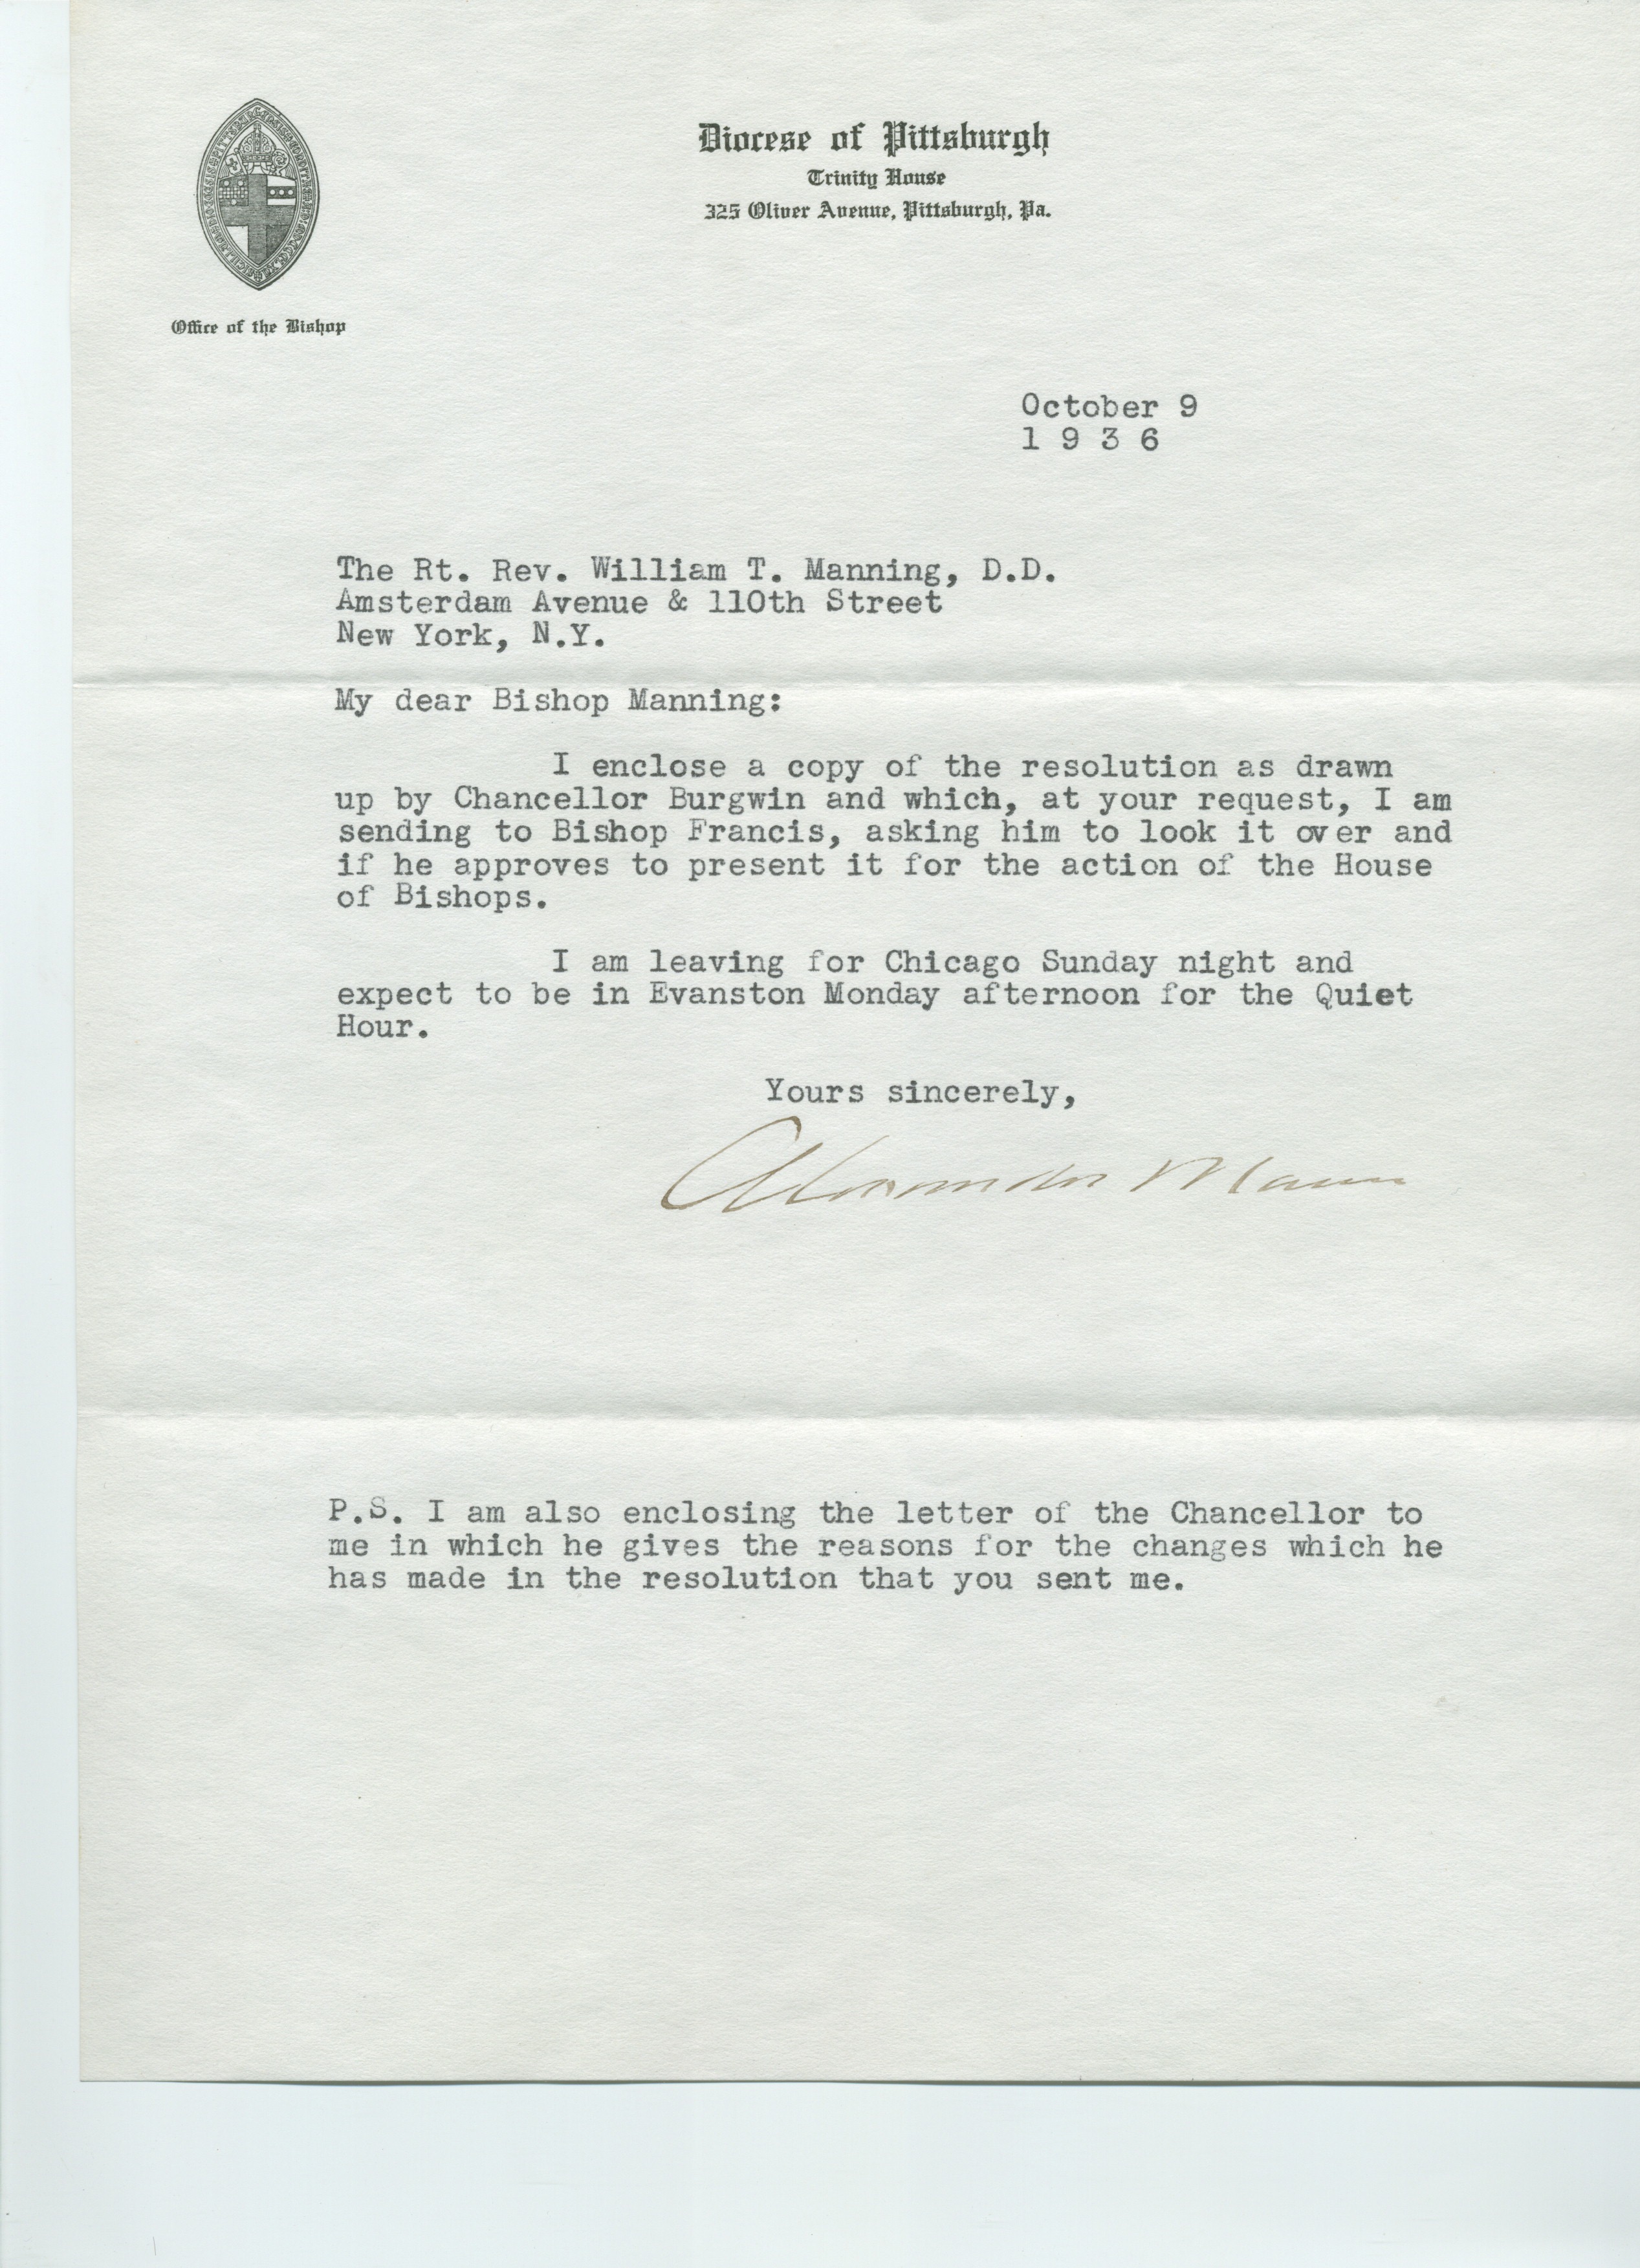 Diocese of Pittsburgh
Trinity House
325 Oliver Avenue, Pittsburgh, Pa.
Office of the Bishop
October 9
1 9 3 6
The Rt. Rev. William T. Manning, D.D.
Amsterdam Avenue & 110th Street
New York, N.Y.
My dear Bishop Manning:
I enclose a copy of the resolution as drawn
up by Chancellor Burgwin and which, at your request, I am
sending to Bishop Francis, asking him to look it over and
if he approves to present it for the action of the House
of Bishops.
I am leaving for Chicago Sunday night and
expect to be in Evanston Monday afternoon for the Quiet
Hour.
Yours sincerely,
Alexander Mann
P.S. I am also enclosing the letter of the Chancellor to
me in which he gives the reasons for the changes which he
has made in the resolution that you sent me.